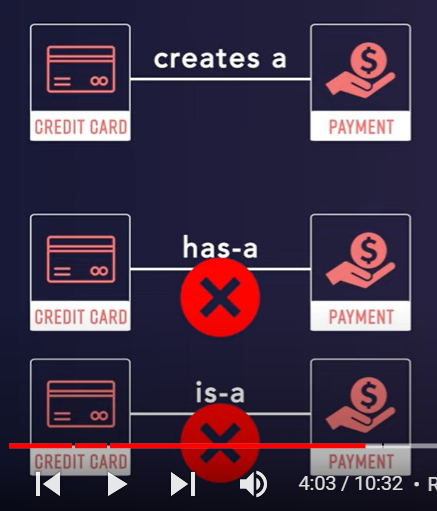 creates a
CREDIT CARD PAYMENT
has-a
CREDIT CARD PAYMENT
is-a
CREDIT CARD PAYMENT
4:03 / 10:32 • R